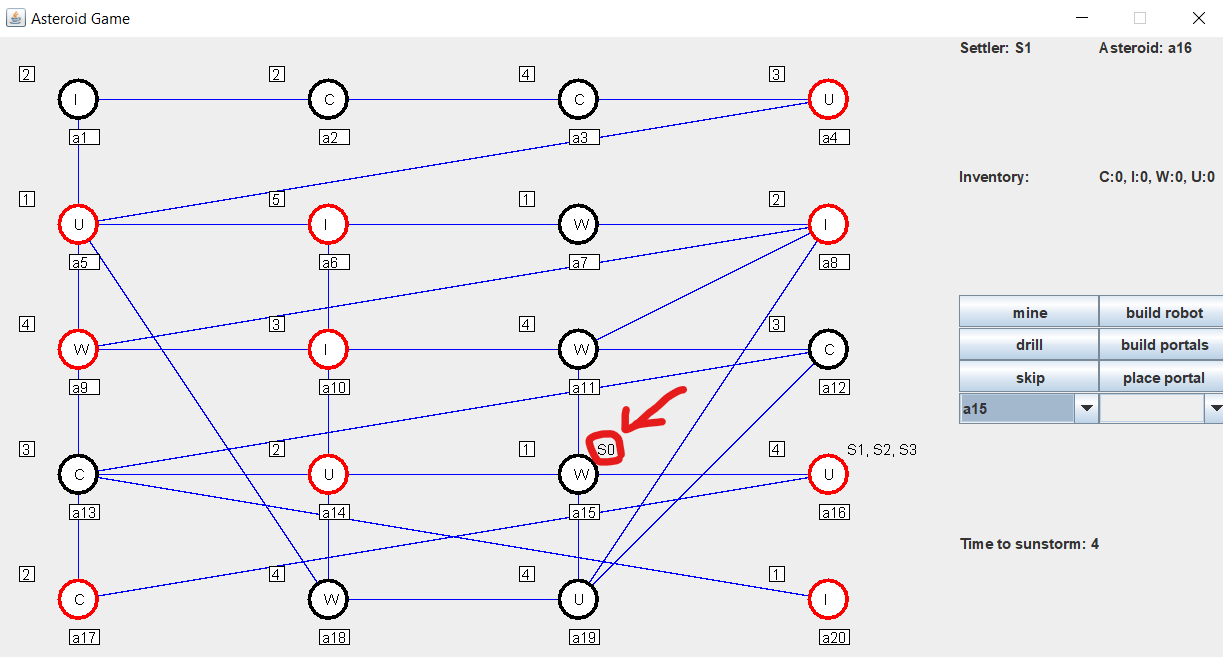 Asteroid Game
Settler: S1 Asteroid: a16
2 2 4 3
I C C U
a1 a2 a3 a4
Inventory: C:0, I:0, W:0, U:0
1 5 1 2
U I W I
a5 a6 a7 a8
mine build robot
4 3 4 3
drill build portals
W I W C
skip place portal
a9 a10 a11 a12
a15
3 2 1 S0 4 S1, S2, S3
C U W U
a13 a14 a15 a16
Time to sunstorm: 4
2 4 4 1
C W U I
a17 a18 a19 a20